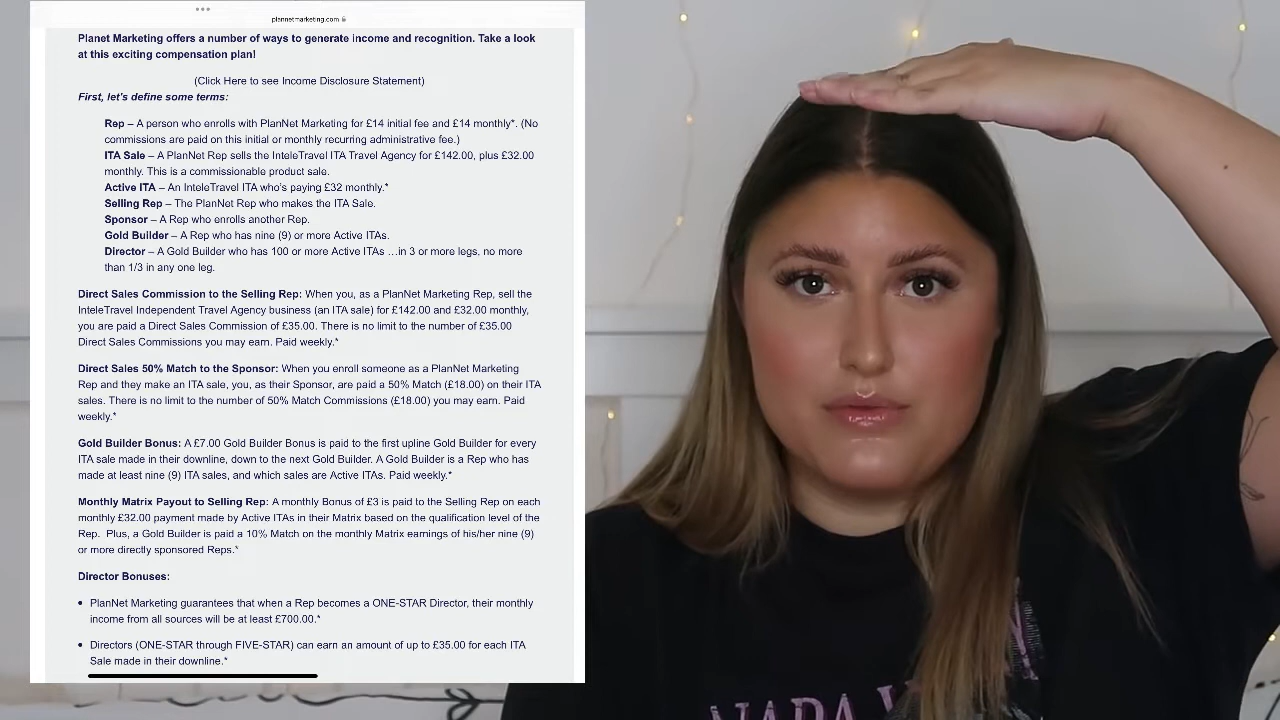 plannetmarketing.com
Planet Marketing offers a number of ways to generate income and recognition. Take a look
at this exciting compensation plan!
(Click Here to see Income Disclosure Statement)
First, let's define some terms:
Rep – A person who enrolls with PlanNet Marketing for £14 initial fee and £14 monthly*. (No
commissions are paid on this initial or monthly recurring administrative fee.)
ITA Sale – A PlanNet Rep sells the InteleTravel ITA Travel Agency for £142.00, plus £32.00
monthly. This is a commissionable product sale.
Active ITA – An InteleTravel ITA who's paying £32 monthly.*
Selling Rep – The PlanNet Rep who makes the ITA Sale.
Sponsor – A Rep who enrolls another Rep.
Gold Builder – A Rep who has nine (9) or more Active ITAs.
Director – A Gold Builder who has 100 or more Active ITAs …in 3 or more legs, no more
than 1/3 in any one leg.
Direct Sales Commission to the Selling Rep: When you, as a PlanNet Marketing Rep, sell the
InteleTravel Independent Travel Agency business (an ITA sale) for £142.00 and £32.00 monthly,
you are paid a Direct Sales Commission of £35.00. There is no limit to the number of £35.00
Direct Sales Commissions you may earn. Paid weekly.*
Direct Sales 50% Match to the Sponsor: When you enroll someone as a PlanNet Marketing
Rep and they make an ITA sale, you, as their Sponsor, are paid a 50% Match (£18.00) on their ITA
sales. There is no limit to the number of 50% Match Commissions (£18.00) you may earn. Paid
weekly.*
Gold Builder Bonus: A £7.00 Gold Builder Bonus is paid to the first upline Gold Builder for every
ITA sale made in their downline, down to the next Gold Builder. A Gold Builder is a Rep who has
made at least nine (9) ITA sales, and which sales are Active ITAs. Paid weekly.*
Monthly Matrix Payout to Selling Rep: A monthly Bonus of £3 is paid to the Selling Rep on each
monthly £32.00 payment made by Active ITAs in their Matrix based on the qualification level of the
Rep. Plus, a Gold Builder is paid a 10% Match on the monthly Matrix earnings of his/her nine (9)
or more directly sponsored Reps.*
Director Bonuses:
• PlanNet Marketing guarantees that when a Rep becomes a ONE-STAR Director, their monthly
income from all sources will be at least £700.00.*
• Directors (ONE-STAR through FIVE-STAR) can earn an amount of up to £35.00 for each ITA
Sale made in their downline.*
NAPA